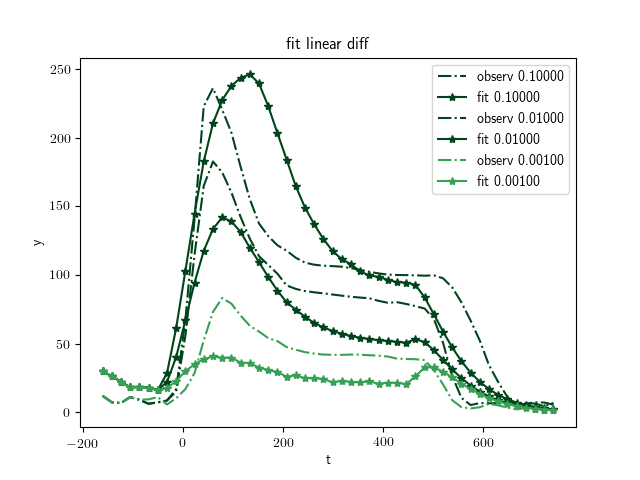 fit linear diff
observ 0.10000
fit 0.10000
observ 0.01000
fit 0.01000
observ 0.00100
fit 0.00100
y
250
200
150
100
50
0
−200 0 200 400 600
t